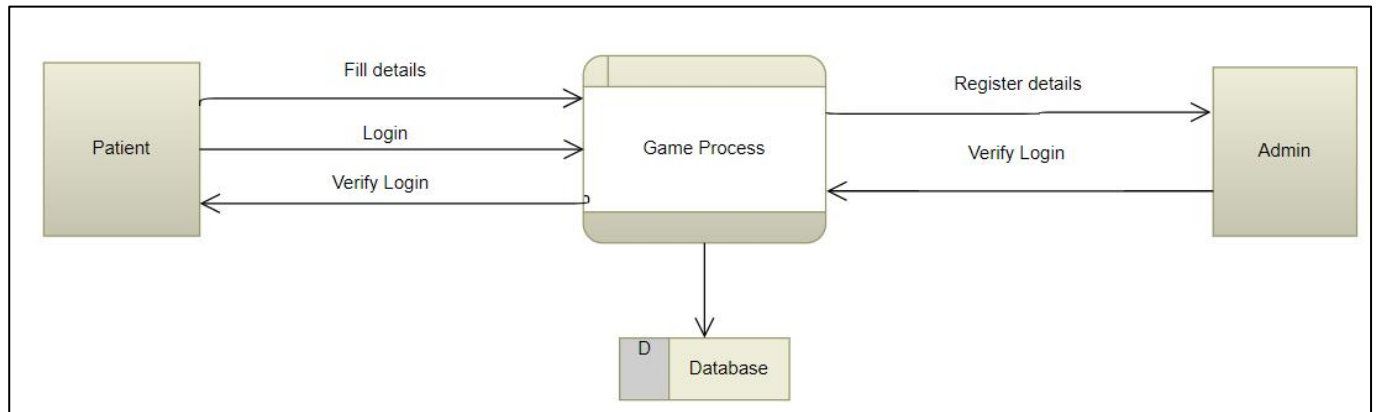 Fill details
Register details
Login
Patient
Game Process
Verify Login
Admin
Verify Login
D
Database